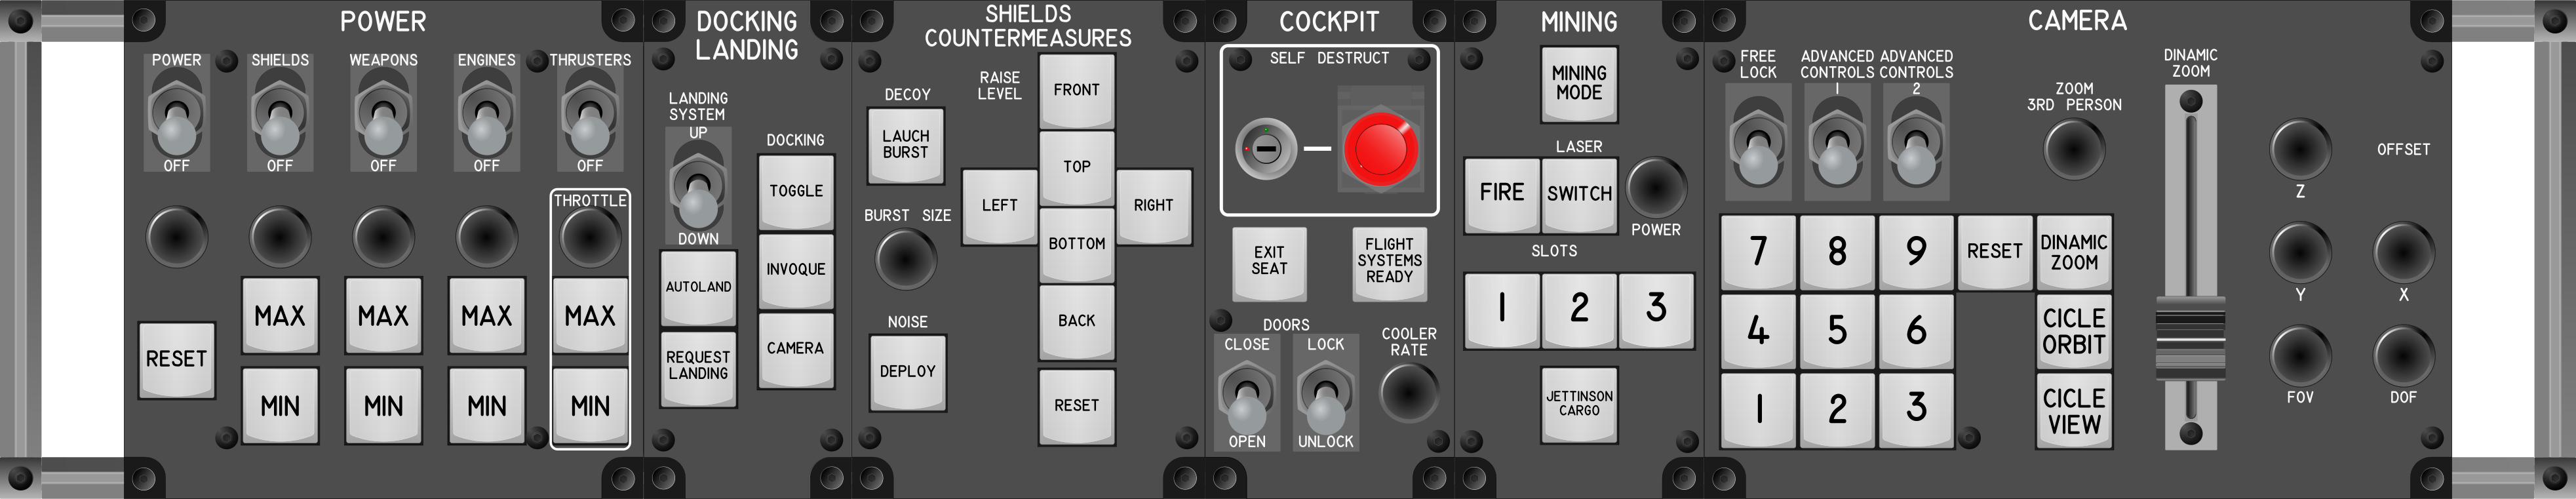 POWER
POWER
SHIELDS
WEAPONS
ENGINES
THRUSTERS
OFF
OFF
OFF
OFF
OFF
THROTTLE
MAX
MAX
MAX
MAX
RESET
MIN
MIN
MIN
MIN
DOCKING
LANDING
LANDING
SYSTEM
UP
DOWN
AUTOLAND
REQUEST
LANDING
DOCKING
TOGGLE
INVOQUE
CAMERA
SHIELDS
COUNTERMEASURES
DECOY
LAUCH
BURST
BURST SIZE
NOISE
DEPLOY
RAISE
LEVEL
FRONT
TOP
LEFT
RIGHT
BOTTOM
BACK
RESET
COCKPIT
SELF DESTRUCT
EXIT
SEAT
FLIGHT
SYSTEMS
READY
DOORS
CLOSE
LOCK
OPEN
UNLOCK
COOLER
RATE
MINING
MINING
MODE
LASER
FIRE
SWITCH
POWER
SLOTS
1
2
3
JETTINSON
CARGO
CAMERA
FREE
LOCK
ADVANCED
CONTROLS
1
ADVANCED
CONTROLS
2
ZOOM
3RD PERSON
DINAMIC
ZOOM
OFFSET
Z
Y
X
FOV
DOF
7
8
9
RESET
DINAMIC
ZOOM
4
5
6
CICLE
ORBIT
1
2
3
CICLE
VIEW